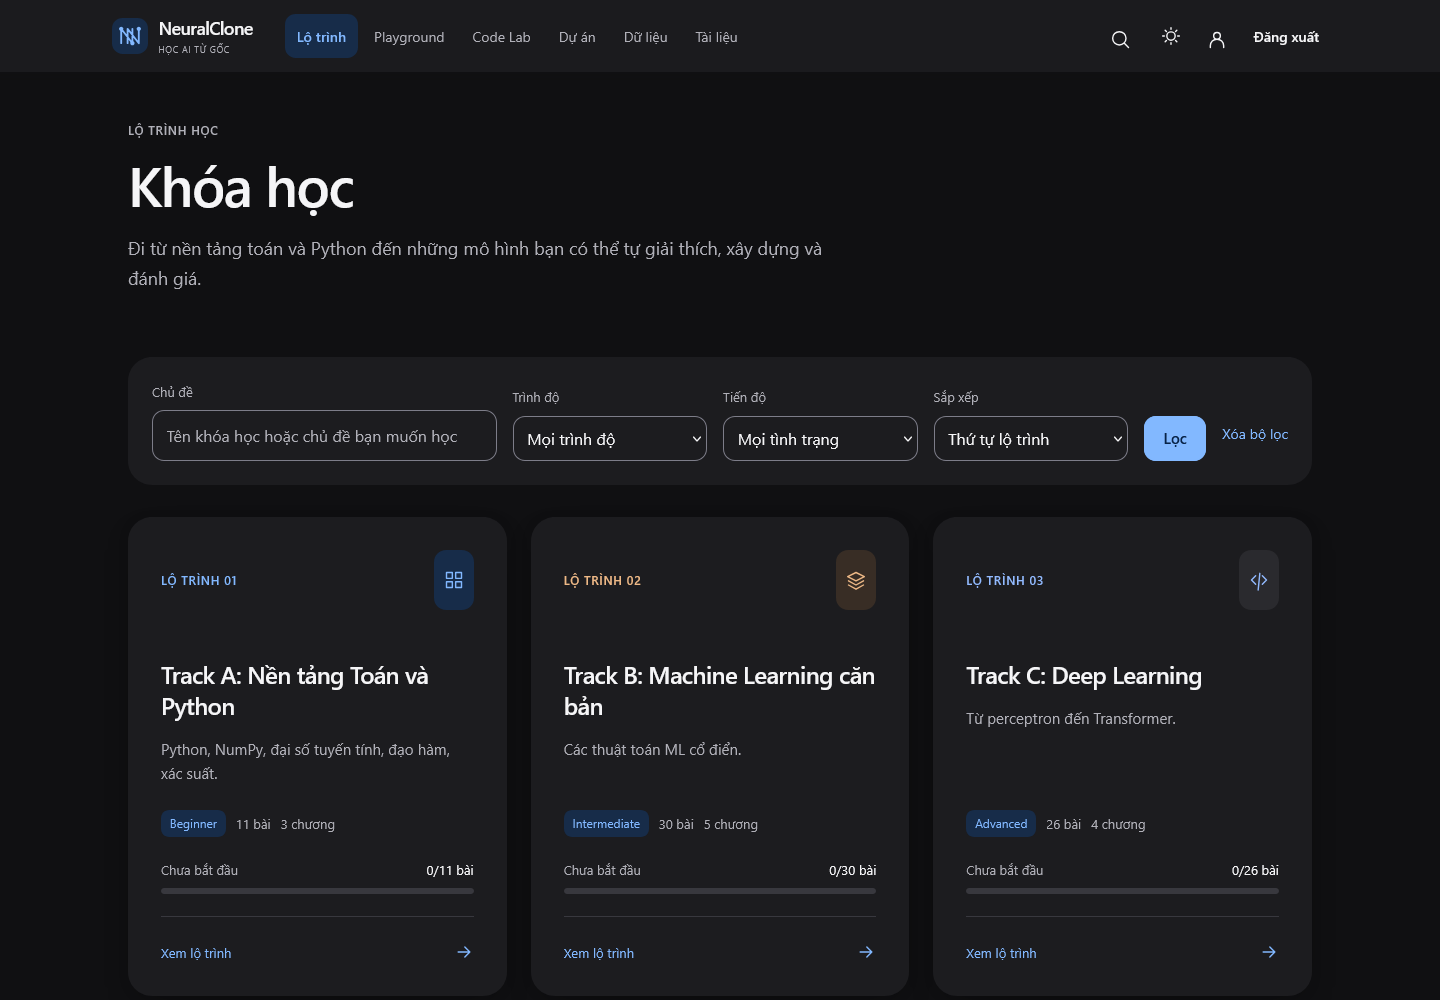 NeuralClone
HỌC AI TỪ GỐC
Lộ trình
Playground
Code Lab
Dự án
Dữ liệu
Tài liệu
Đăng xuất
LỘ TRÌNH HỌC
Khóa học
Đi từ nền tảng toán và Python đến những mô hình bạn có thể tự giải thích, xây dựng và
đánh giá.
Chủ đề
Tên khóa học hoặc chủ đề bạn muốn học
Trình độ
Mọi trình độ
Tiến độ
Mọi tình trạng
Sắp xếp
Thứ tự lộ trình
Lọc
Xóa bộ lọc
LỘ TRÌNH 01
Track A: Nền tảng Toán và
Python
Python, NumPy, đại số tuyến tính, đạo hàm,
xác suất.
Beginner 11 bài 3 chương
Chưa bắt đầu 0/11 bài
Xem lộ trình
LỘ TRÌNH 02
Track B: Machine Learning căn
bản
Các thuật toán ML cổ điển.
Intermediate 30 bài 5 chương
Chưa bắt đầu 0/30 bài
Xem lộ trình
LỘ TRÌNH 03
Track C: Deep Learning
Từ perceptron đến Transformer.
Advanced 26 bài 4 chương
Chưa bắt đầu 0/26 bài
Xem lộ trình